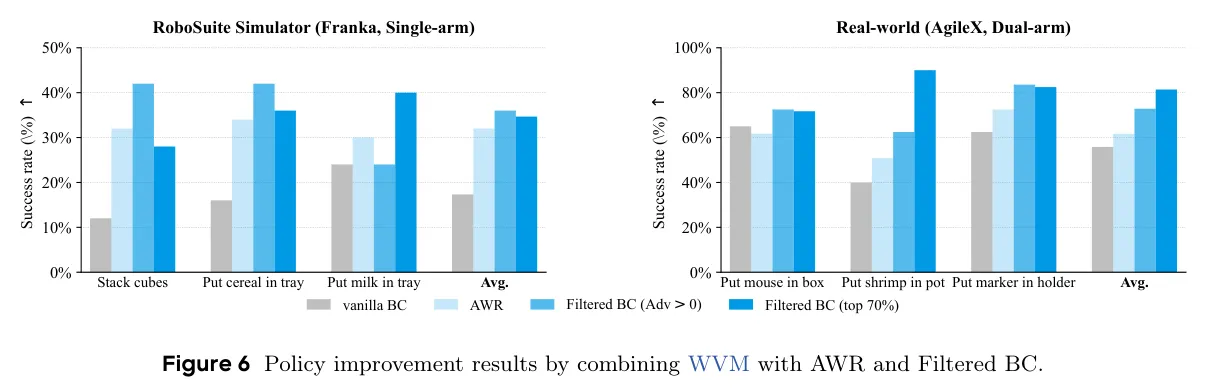 RoboSuite Simulator (Franka, Single-arm)
Success rate (\%) ↑
50%
40%
30%
20%
10%
0%
Stack cubes
Put cereal in tray
Put milk in tray
Avg.
Real-world (AgileX, Dual-arm)
Success rate (\%) ↑
100%
80%
60%
40%
20%
0%
Put mouse in box
Put shrimp in pot
Put marker in holder
Avg.
vanilla BC
AWR
Filtered BC (Adv > 0)
Filtered BC (top 70%)
Figure 6 Policy improvement results by combining WVM with AWR and Filtered BC.